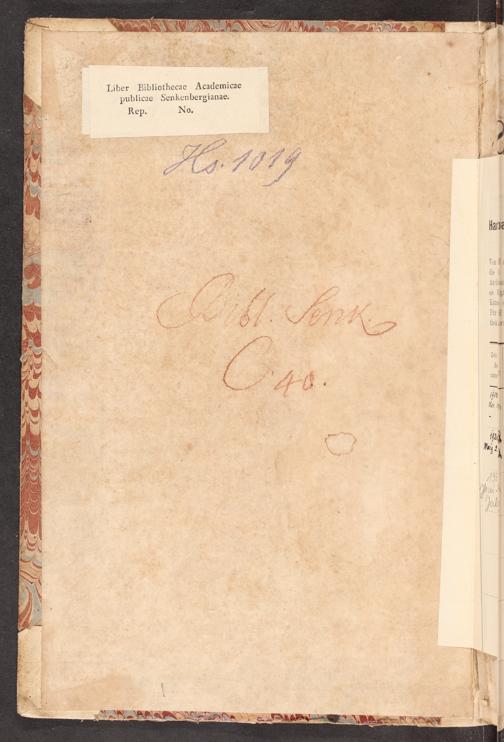 Liber Bibliothecae Academicae
publicae Senkenbergianae.
Rep. No.
Hs. 1019
Bibl. Senk.
C 40.